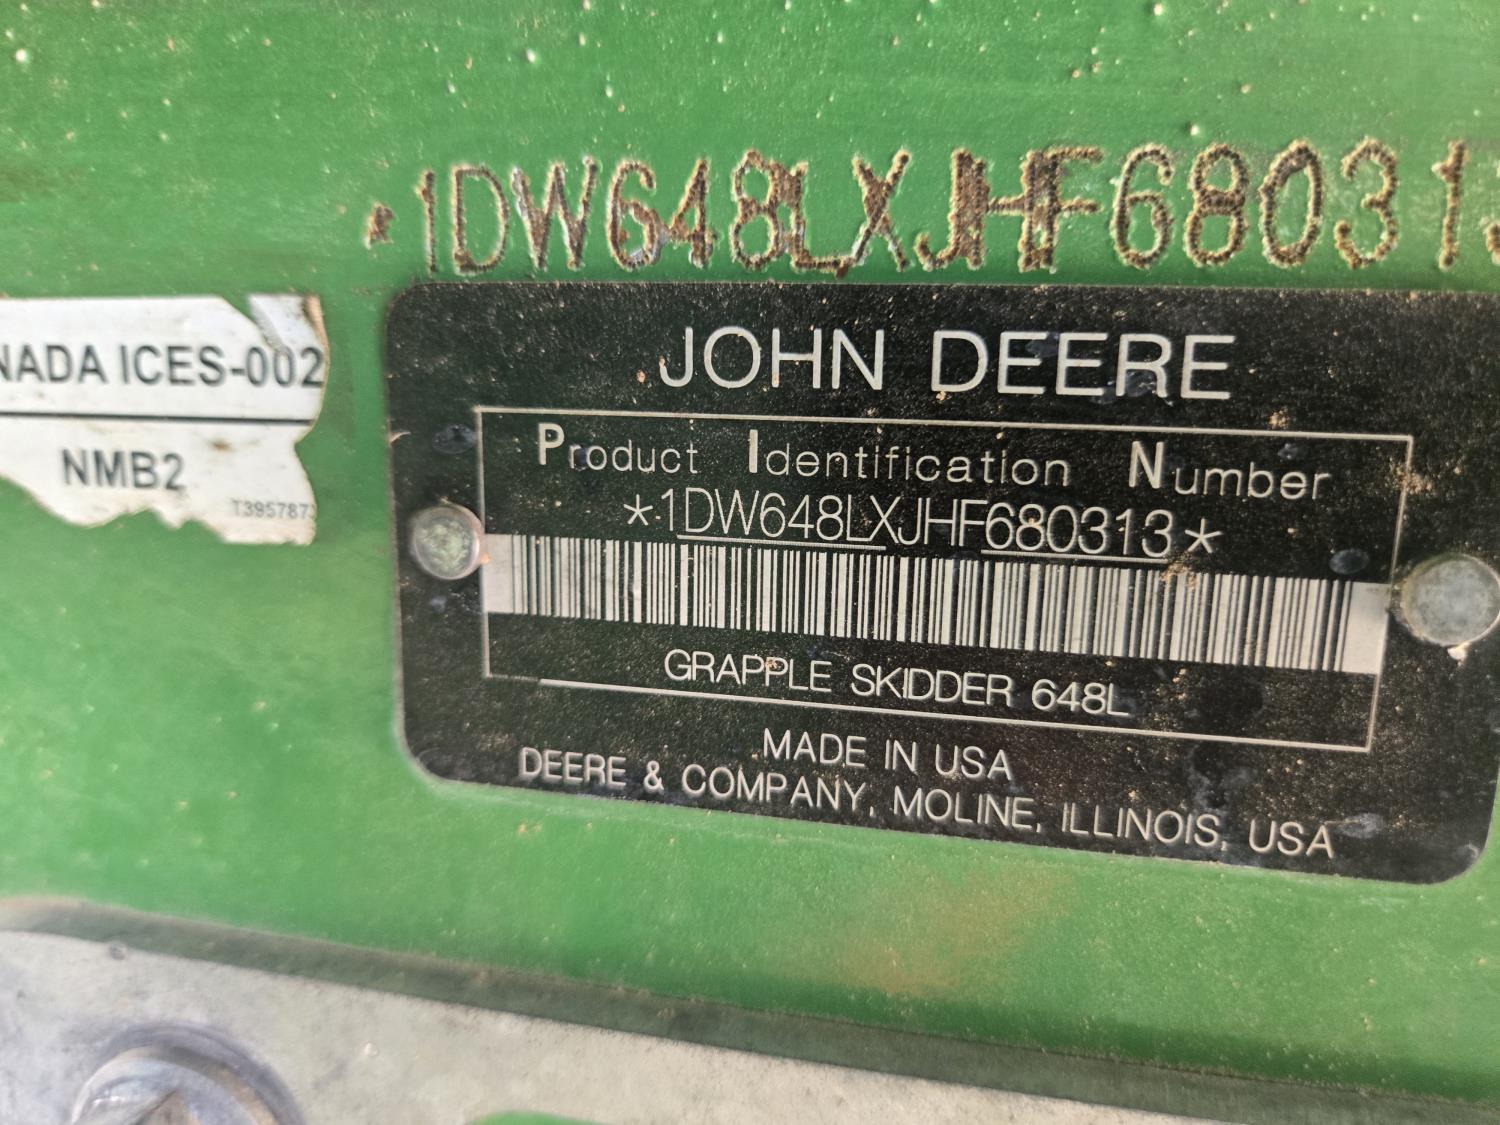 *1DW648LXJHF680313
JOHN DEERE
Product Identification Number
*1DW648LXJHF680313*
GRAPPLE SKIDDER 648L
MADE IN USA
DEERE & COMPANY, MOLINE, ILLINOIS, USA
NADA ICES-002
NMB2
T395787